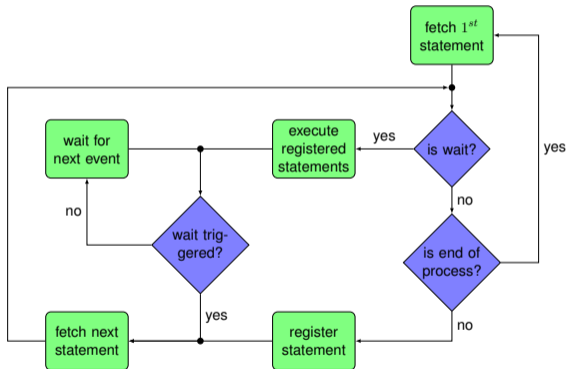 fetch 1st
statement
wait for
next event
execute
registered
statements
yes
is wait?
yes
no
no
wait trig-
gered?
is end of
process?
yes
no
fetch next
statement
register
statement